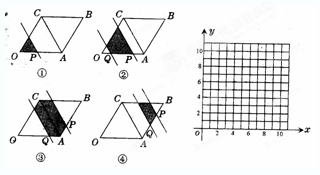 C B
O P A
①
C B
O Q P A
②
C B
P
O Q A
③
C P B
Q
O A
④
y
10
8
6
4
2
O 2 4 6 8 10 x